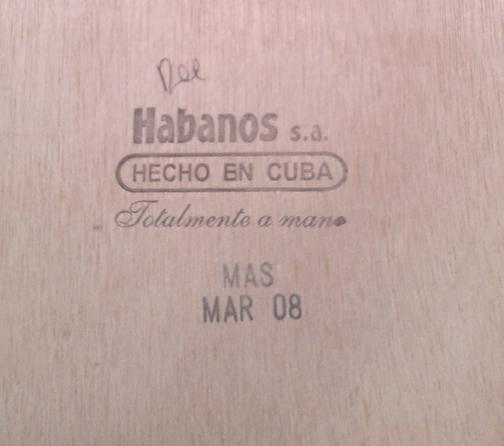 Habanos s.a.
HECHO EN CUBA
Totalmente a mano
MAS
MAR 08